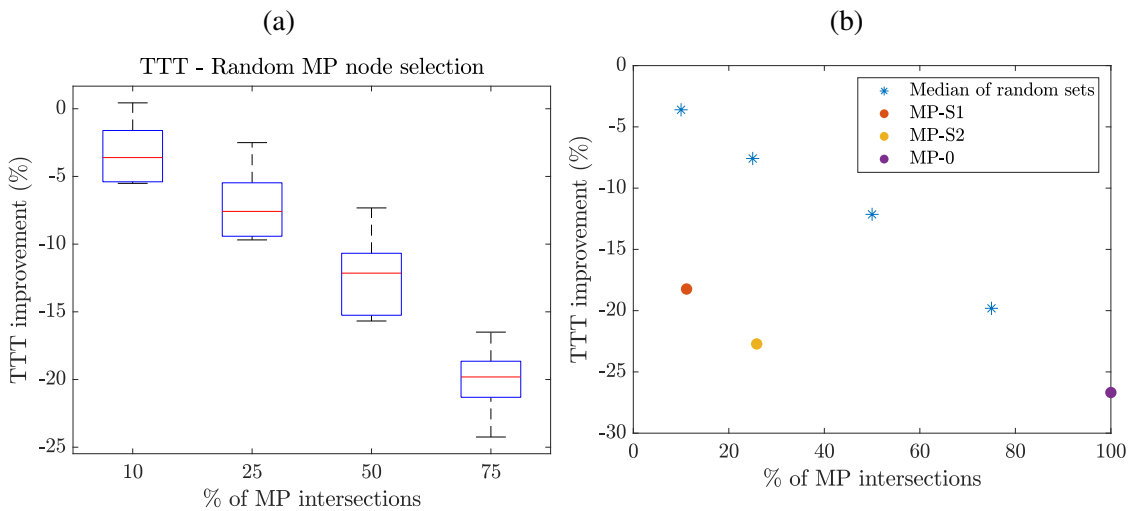 (a)
TTT - Random MP node selection
0
-5
-10
-15
-20
-25
TTT improvement (%)
10 25 50 75
% of MP intersections
(b)
0
-5
-10
-15
-20
-25
-30
TTT improvement (%)
Median of random sets
MP-S1
MP-S2
MP-0
0 20 40 60 80 100
% of MP intersections